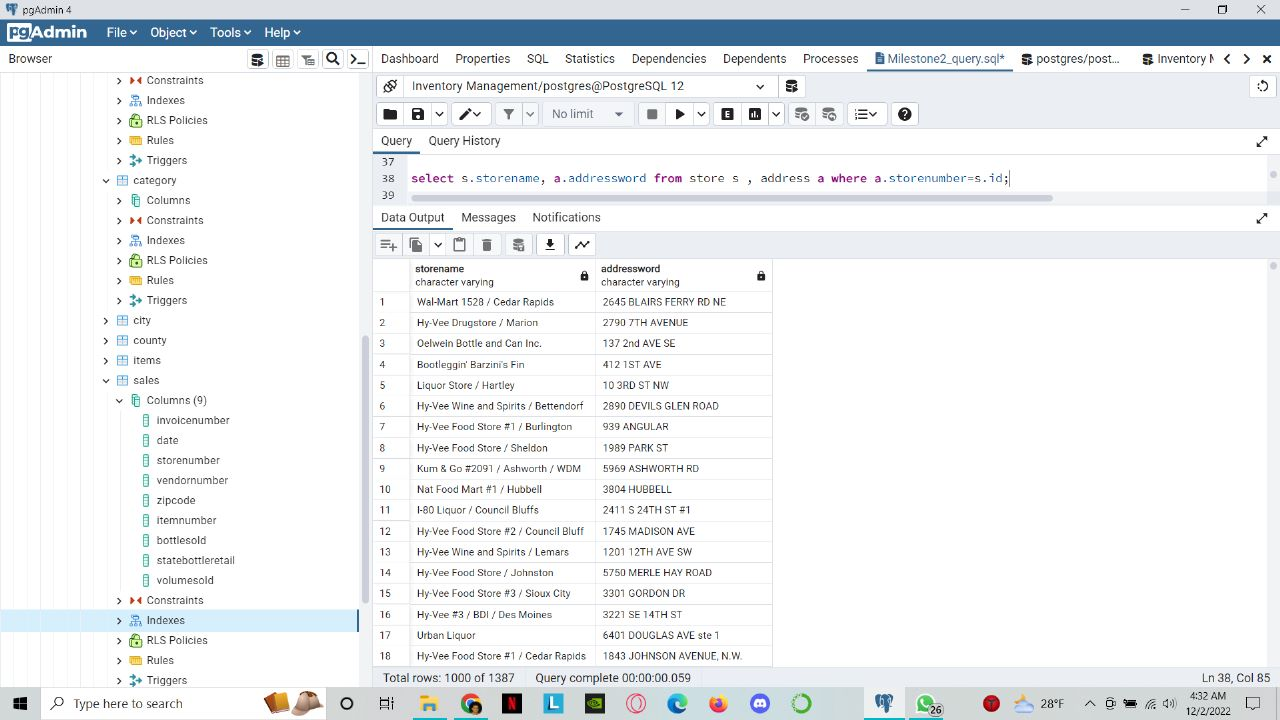 pgAdmin 4
pgAdmin File Object Tools Help
Browser
Dashboard Properties SQL Statistics Dependencies Dependents Processes Milestone2_query.sql* postgres/post... Inventory M
Constraints
Indexes
RLS Policies
Rules
Triggers
category
Columns
Constraints
Indexes
RLS Policies
Rules
Triggers
city
county
items
sales
Columns (9)
invoicenumber
date
storenumber
vendornumber
zipcode
itemnumber
bottlesold
statebottleretail
volumesold
Constraints
Indexes
RLS Policies
Rules
Triggers
Inventory Management/postgres@PostgreSQL 12
No limit
E
Query Query History
37
38 select s.storename, a.addressword from store s , address a where a.storenumber=s.id;
39
Data Output Messages Notifications
storename addressword
character varying character varying
1 Wal-Mart 1528 / Cedar Rapids 2645 BLAIRS FERRY RD NE
2 Hy-Vee Drugstore / Marion 2790 7TH AVENUE
3 Oelwein Bottle and Can Inc. 137 2nd AVE SE
4 Bootleggin' Barzini's Fin 412 1ST AVE
5 Liquor Store / Hartley 10 3RD ST NW
6 Hy-Vee Wine and Spirits / Bettendorf 2890 DEVILS GLEN ROAD
7 Hy-Vee Food Store #1 / Burlington 939 ANGULAR
8 Hy-Vee Food Store / Sheldon 1989 PARK ST
9 Kum & Go #2091 / Ashworth / WDM 5969 ASHWORTH RD
10 Nat Food Mart #1 / Hubbell 3804 HUBBELL
11 I-80 Liquor / Council Bluffs 2411 S 24TH ST #1
12 Hy-Vee Food Store #2 / Council Bluff 1745 MADISON AVE
13 Hy-Vee Wine and Spirits / Lemars 1201 12TH AVE SW
14 Hy-Vee Food Store / Johnston 5750 MERLE HAY ROAD
15 Hy-Vee Food Store #3 / Sioux City 3301 GORDON DR
16 Hy-Vee #3 / BDI / Des Moines 3221 SE 14TH ST
17 Urban Liquor 6401 DOUGLAS AVE ste 1
18 Hy-Vee Food Store #1 / Cedar Rapids 1843 JOHNSON AVENUE, N.W.
Total rows: 1000 of 1387 Query complete 00:00:00.059 Ln 38, Col 85
Type here to search
N
L
26
28°F
4:32 AM
12/2/2022